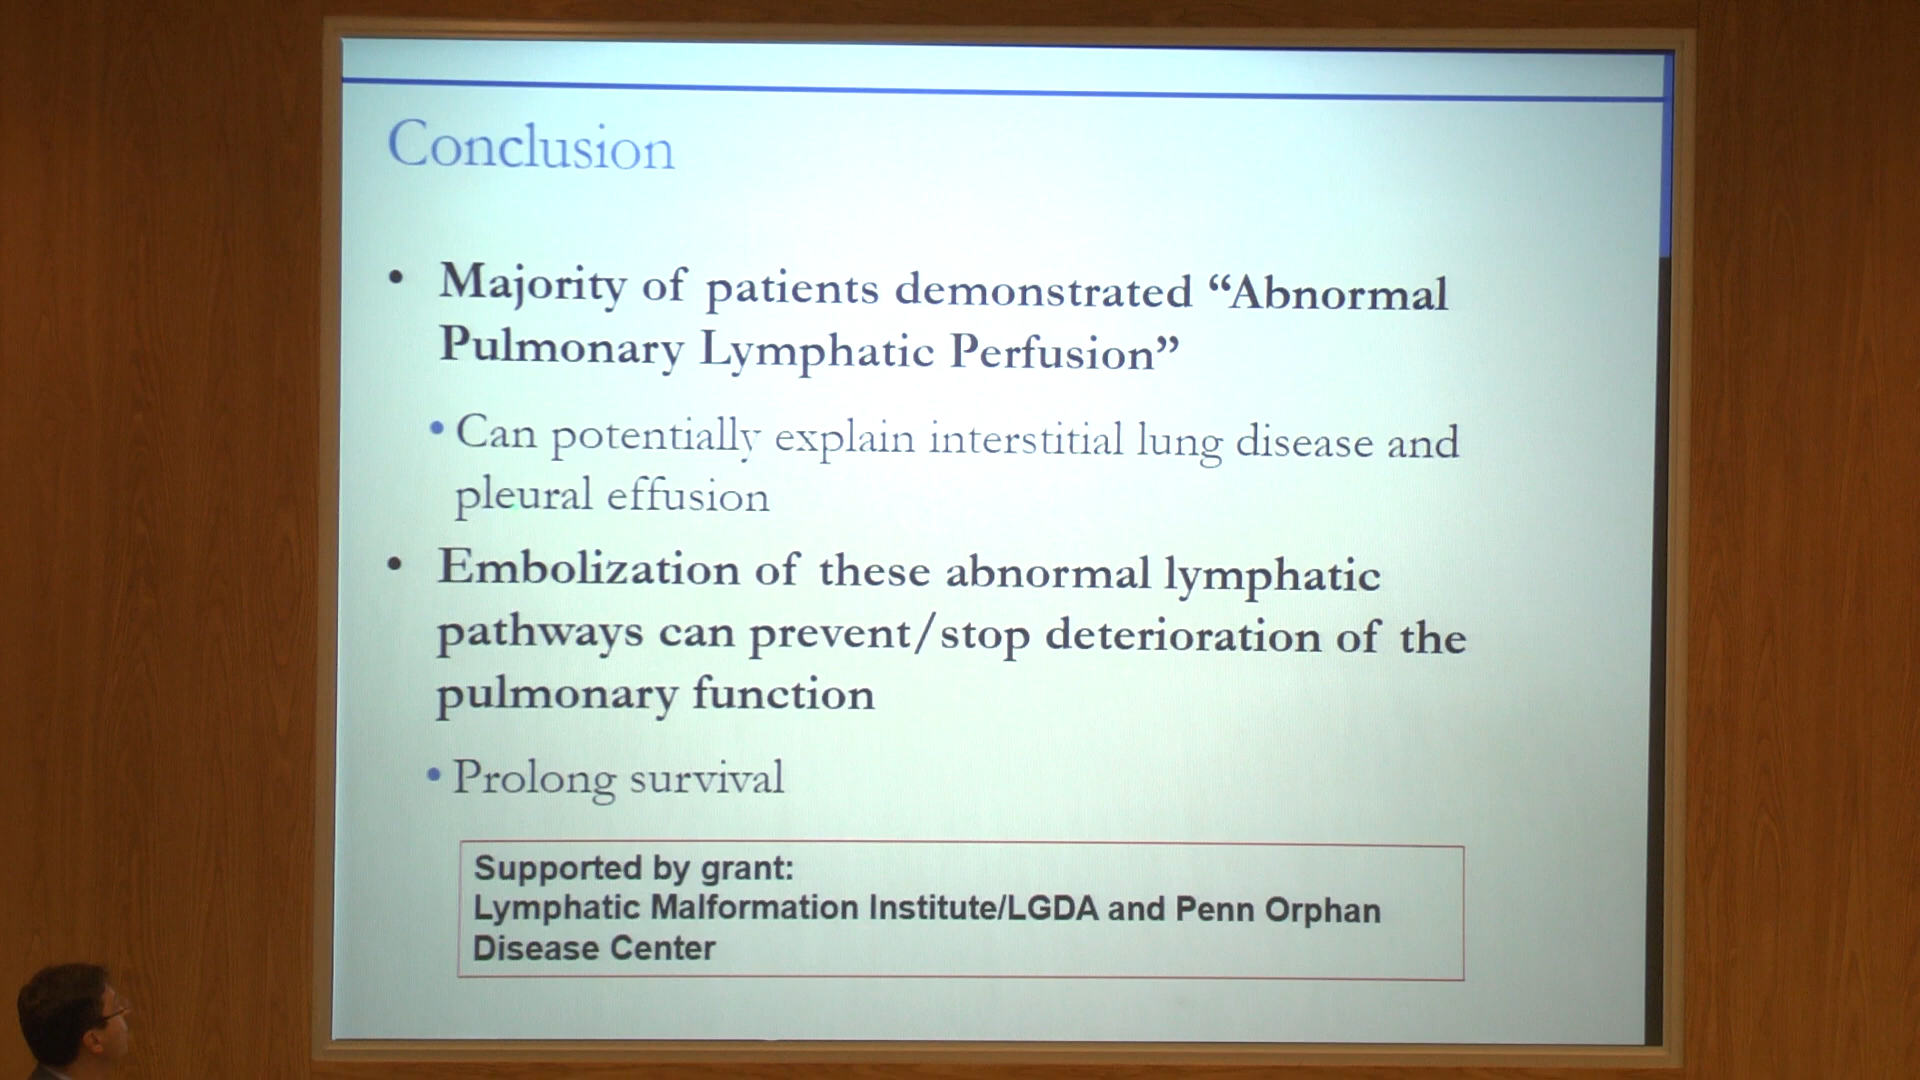 Conclusion
• Majority of patients demonstrated “Abnormal
Pulmonary Lymphatic Perfusion”
• Can potentially explain interstitial lung disease and
pleural effusion
• Embolization of these abnormal lymphatic
pathways can prevent/stop deterioration of the
pulmonary function
• Prolong survival
Supported by grant:
Lymphatic Malformation Institute/LGDA and Penn Orphan
Disease Center